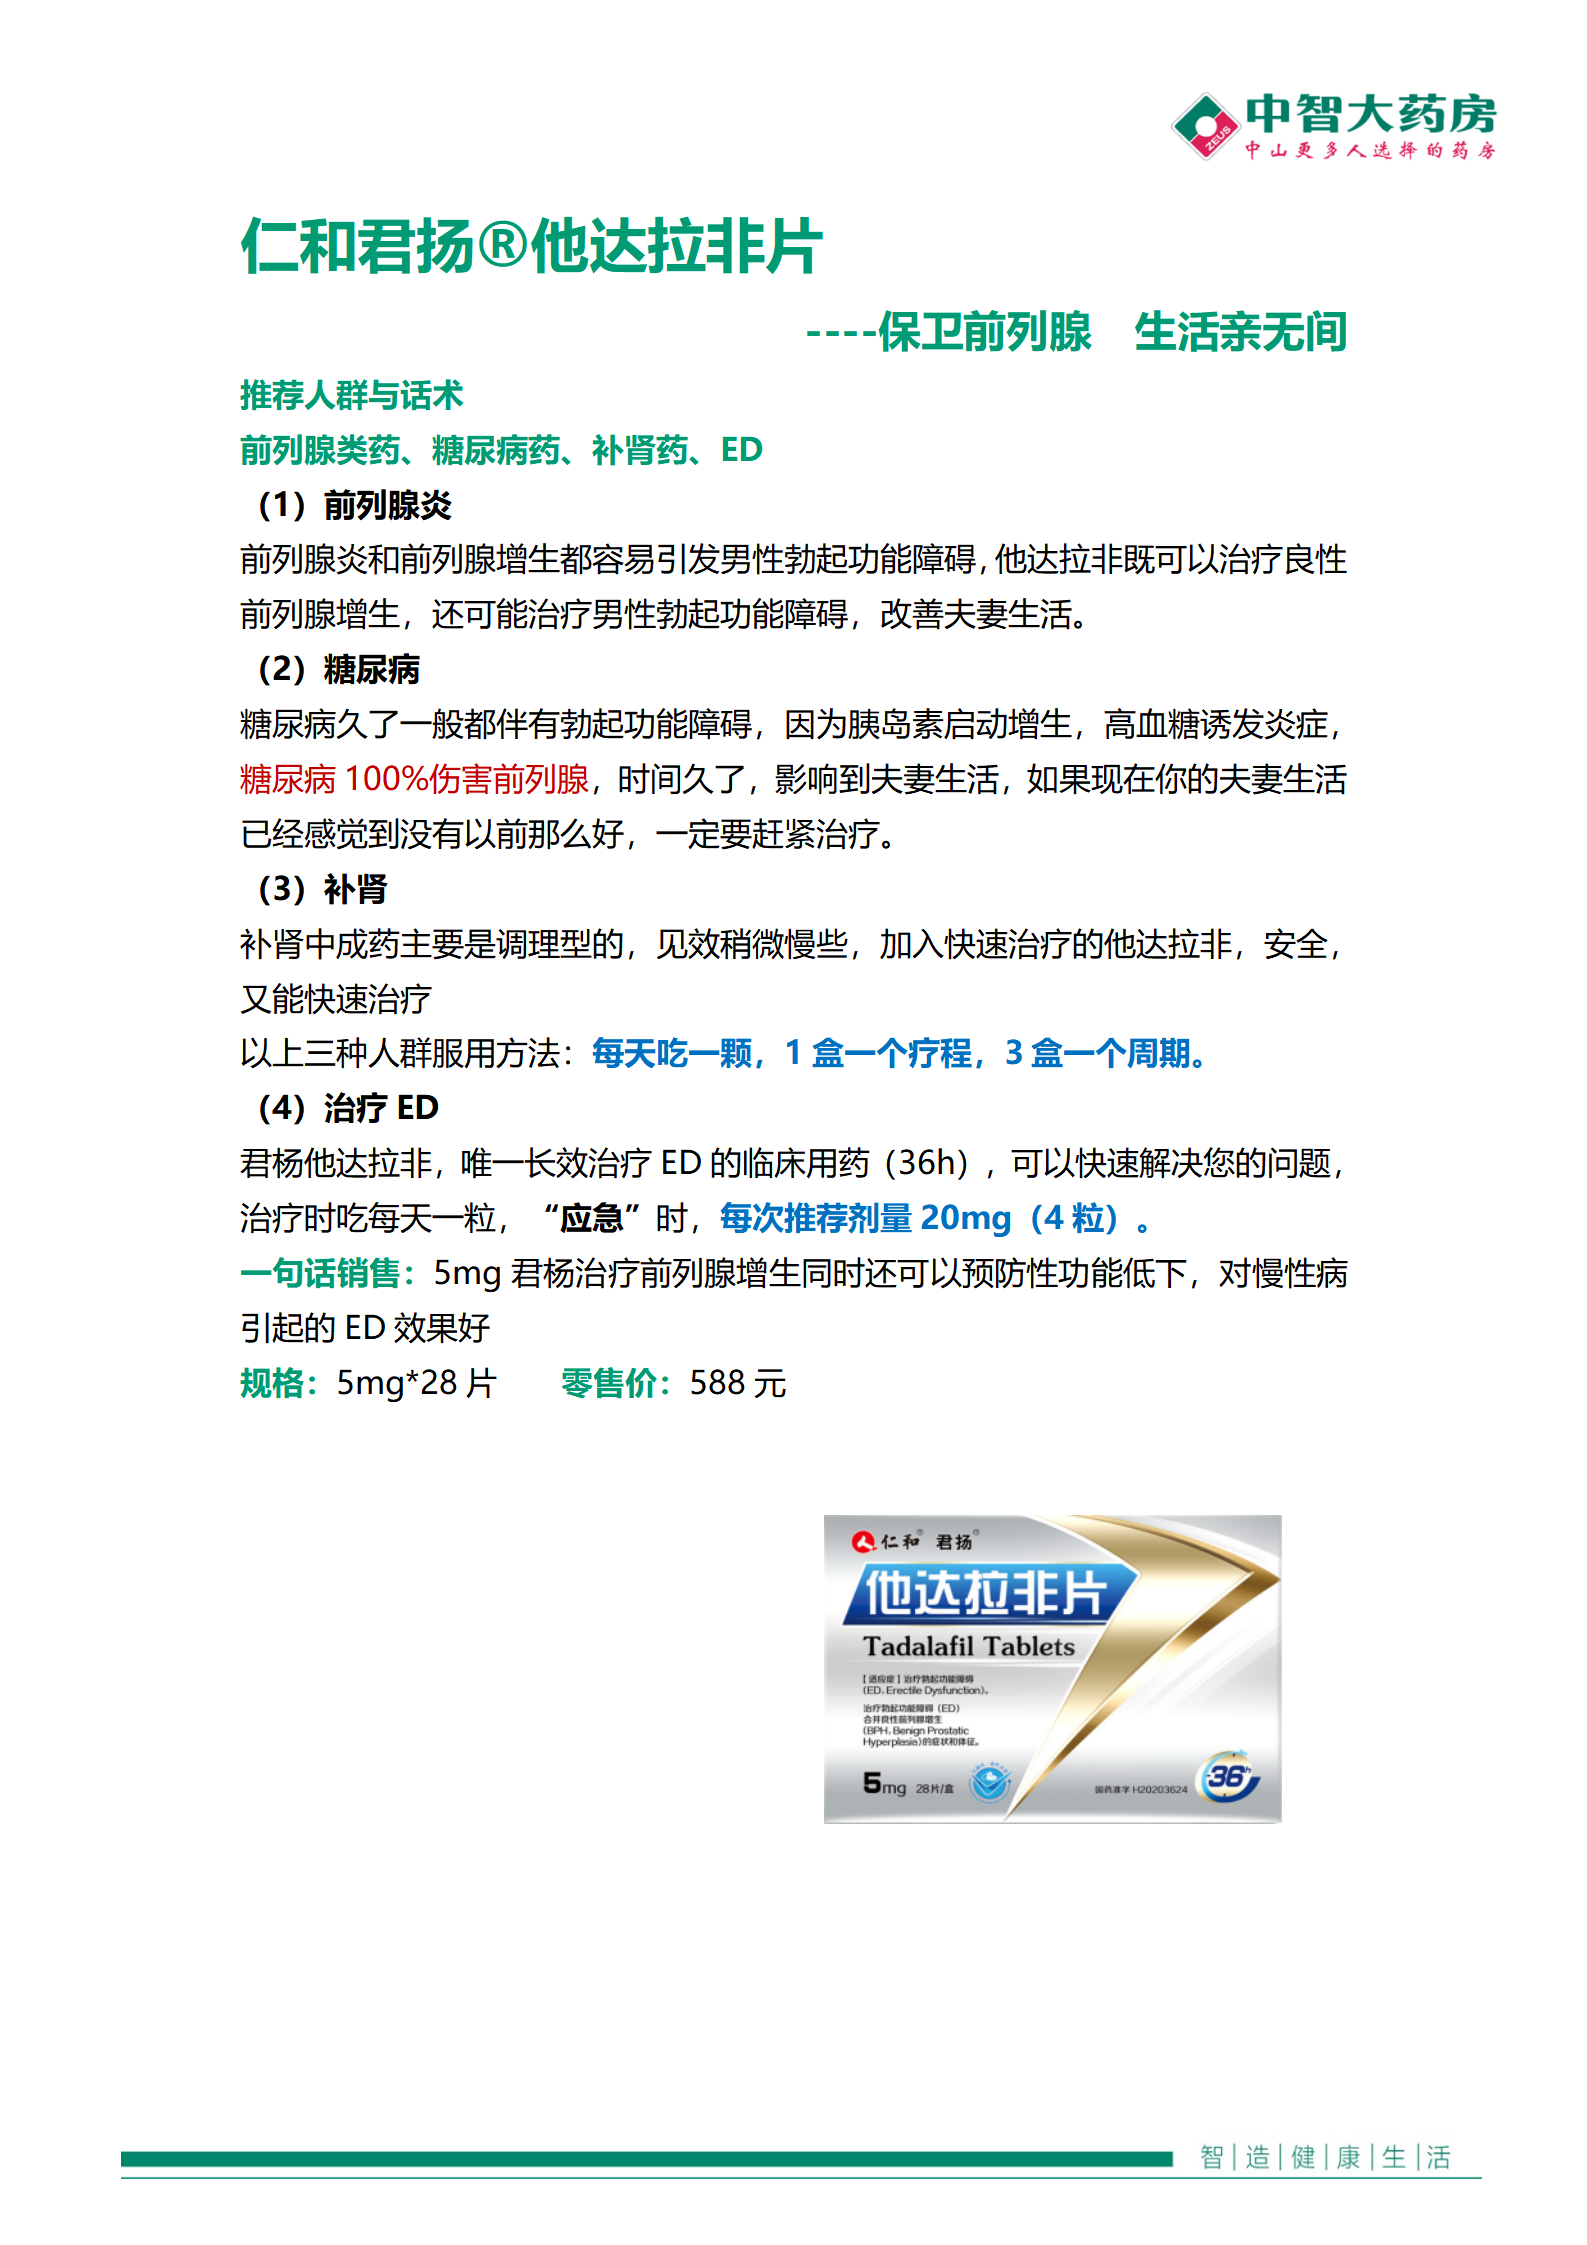 中智大药房
ZEUS
中山更多人选择的药房
仁和君扬®他达拉非片
----保卫前列腺　生活亲无间
推荐人群与话术
前列腺类药、糖尿病药、补肾药、ED
（1）前列腺炎
前列腺炎和前列腺增生都容易引发男性勃起功能障碍，他达拉非既可以治疗良性
前列腺增生，还可能治疗男性勃起功能障碍，改善夫妻生活。
（2）糖尿病
糖尿病久了一般都伴有勃起功能障碍，因为胰岛素启动增生，高血糖诱发炎症，
糖尿病 100%伤害前列腺，时间久了，影响到夫妻生活，如果现在你的夫妻生活
已经感觉到没有以前那么好，一定要赶紧治疗。
（3）补肾
补肾中成药主要是调理型的，见效稍微慢些，加入快速治疗的他达拉非，安全，
又能快速治疗
以上三种人群服用方法：每天吃一颗，1 盒一个疗程，3 盒一个周期。
（4）治疗 ED
君杨他达拉非，唯一长效治疗 ED 的临床用药（36h），可以快速解决您的问题，
治疗时吃每天一粒，“应急”时，每次推荐剂量 20mg（4 粒）。
一句话销售：5mg 君杨治疗前列腺增生同时还可以预防性功能低下，对慢性病
引起的 ED 效果好
规格：5mg*28 片　　零售价：588 元
仁和® 君扬®
他达拉非片
Tadalafil Tablets
【适应症】治疗勃起功能障碍
(ED, Erectile Dysfunction)。
治疗勃起功能障碍（ED）
合并良性前列腺增生
(BPH, Benign Prostatic
Hyperplasia)的症状和体征。
5mg 28片/盒
国药准字 H20203624
36h
智|造|健|康|生|活